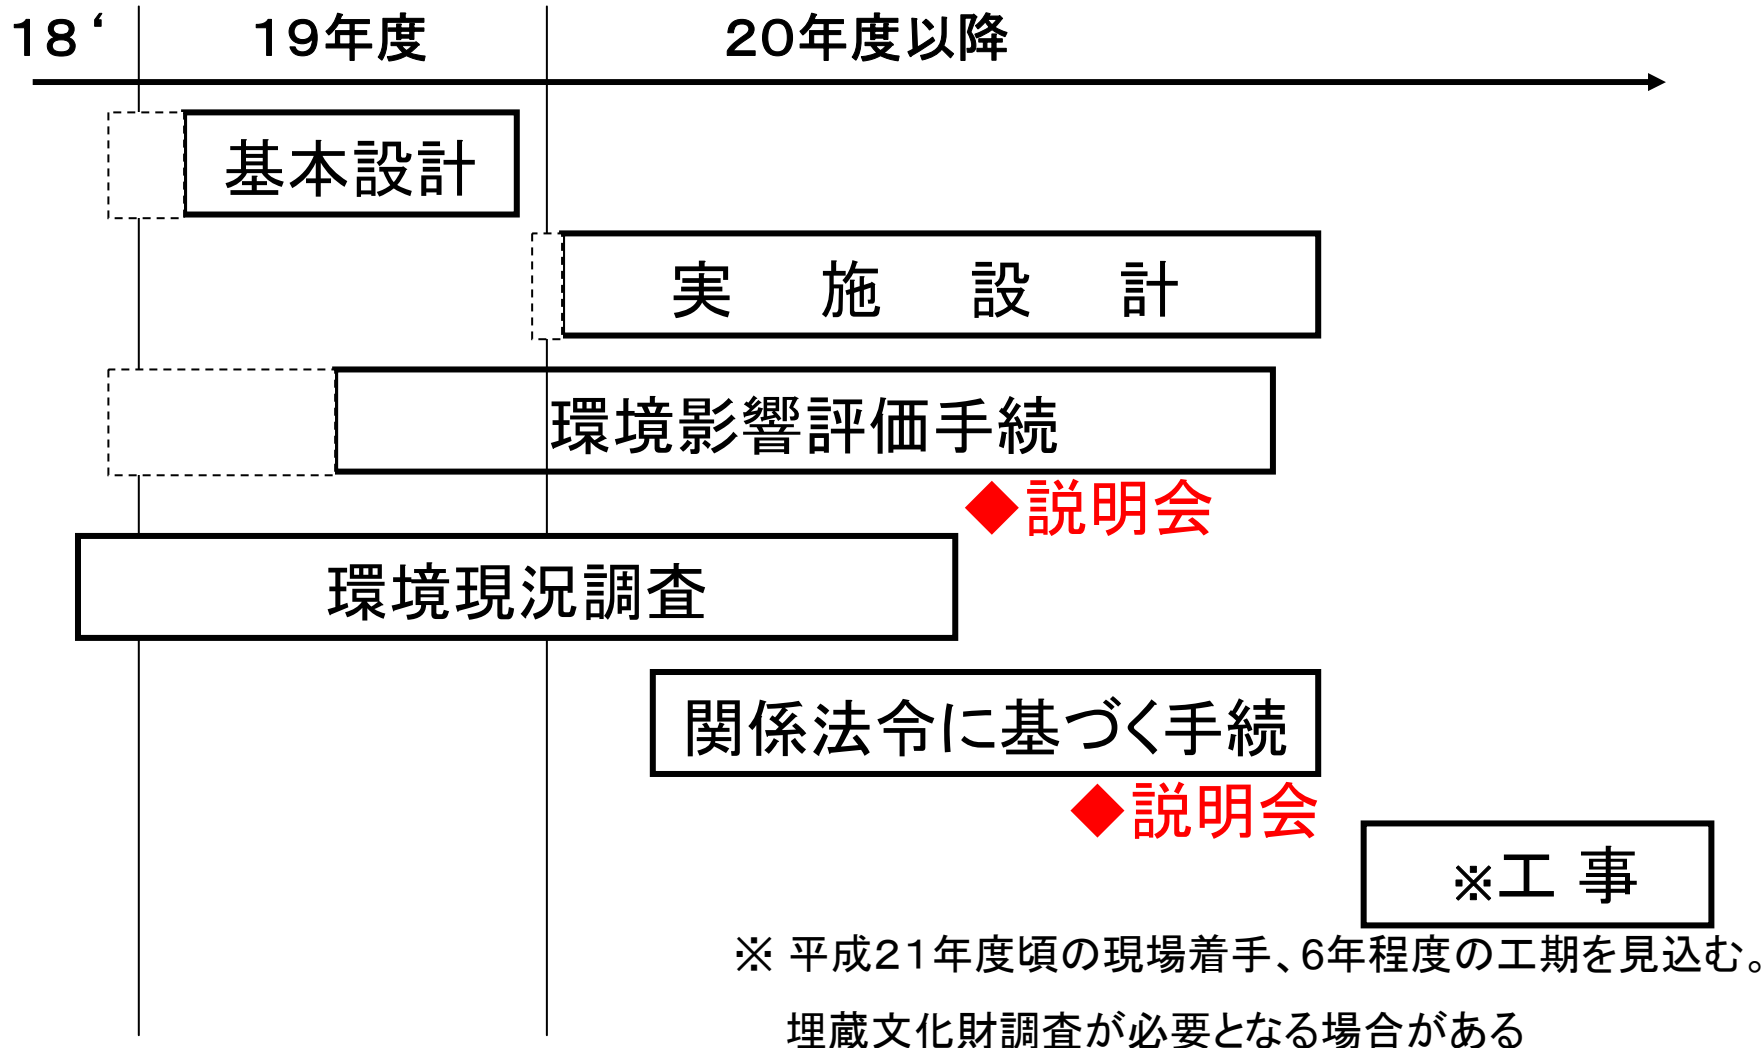 18‘ 19年度 20年度以降
基本設計
実 施 設 計
環境影響評価手続
◆説明会
環境現況調査
関係法令に基づく手続
◆説明会
※工 事
※ 平成21年度頃の現場着手、6年程度の工期を見込む。
埋蔵文化財調査が必要となる場合がある